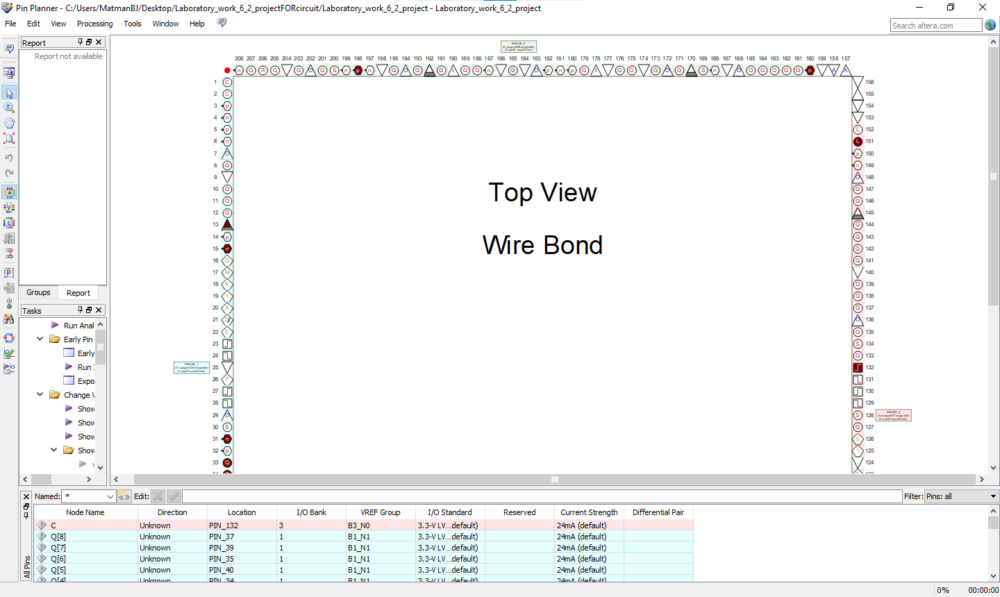 Pin Planner - C:/Users/MatmanBJ/Desktop/Laboratory_work_6_2_projectFORcircuit/Laboratory_work_6_2_project - Laboratory_work_6_2_project
File Edit View Processing Tools Window Help
Search altera.com
Report
Report not available
Groups Report
Tasks
Run Anal
Early Pin
Early
Run I
Expo
Change V
Show
Show
Show
Show
208 207 206 205 204 203 202 201 200 199 198 197 196 195 194 193 192 191 190 189 188 187 186 185 184 183 182 181 180 179 178 177 176 175 174 173 172 171 170 169 168 167 166 165 164 163 162 161 160 159 158 157
1
2
3
4
5
6
7
8
9
10
11
12
13
14
15
16
17
18
19
20
21
22
23
24
25
26
27
28
29
30
31
32
33
Top View
Wire Bond
156
155
154
153
152
151
150
149
148
147
146
145
144
143
142
141
140
139
138
137
136
135
134
133
132
131
130
129
128
127
126
125
124
Named: * Edit: Filter: Pins: all
All Pins
Node Name Direction Location I/O Bank VREF Group I/O Standard Reserved Current Strength Differential Pair
C Unknown PIN_132 3 B3_N0 3.3-V LV...default) 24mA (default)
Q[8] Unknown PIN_37 1 B1_N1 3.3-V LV...default) 24mA (default)
Q[7] Unknown PIN_39 1 B1_N1 3.3-V LV...default) 24mA (default)
Q[6] Unknown PIN_35 1 B1_N1 3.3-V LV...default) 24mA (default)
Q[5] Unknown PIN_40 1 B1_N1 3.3-V LV...default) 24mA (default)
Q[4] Unknown PIN_34 1 B1_N1 3.3-V LV...default) 24mA (default)
0% 00:00:00